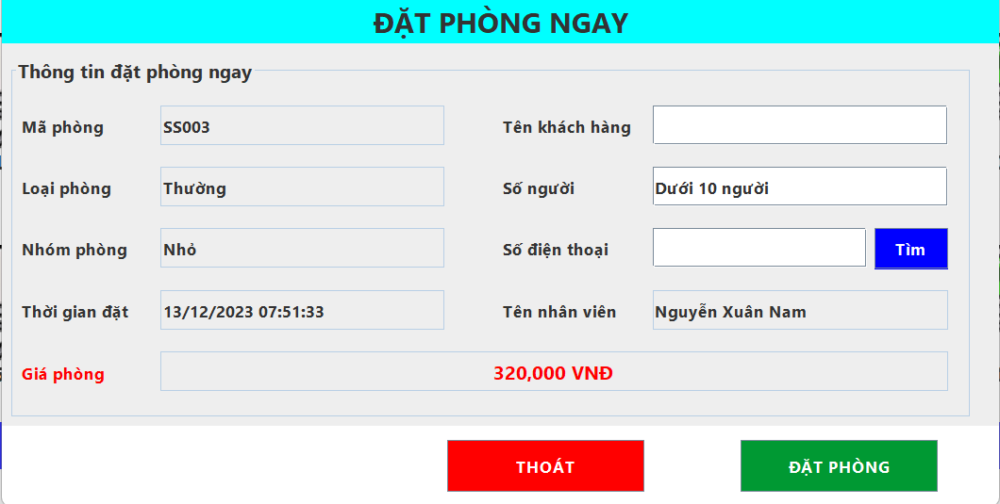 ĐẶT PHÒNG NGAY
Thông tin đặt phòng ngay
Mã phòng SS003 Tên khách hàng
Loại phòng Thường Số người Dưới 10 người
Nhóm phòng Nhỏ Số điện thoại Tìm
Thời gian đặt 13/12/2023 07:51:33 Tên nhân viên Nguyễn Xuân Nam
Giá phòng 320,000 VNĐ
THOÁT ĐẶT PHÒNG